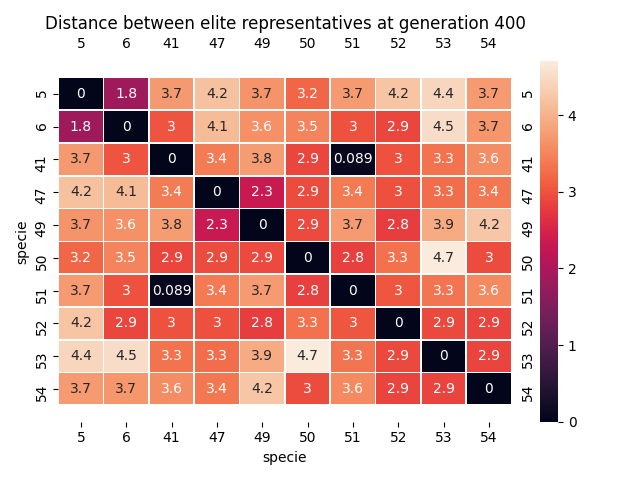 Distance between elite representatives at generation 400
5 6 41 47 49 50 51 52 53 54
5 0 1.8 3.7 4.2 3.7 3.2 3.7 4.2 4.4 3.7 5
6 1.8 0 3 4.1 3.6 3.5 3 2.9 4.5 3.7 6
41 3.7 3 0 3.4 3.8 2.9 0.089 3 3.3 3.6 41
47 4.2 4.1 3.4 0 2.3 2.9 3.4 3 3.3 3.4 47
49 3.7 3.6 3.8 2.3 0 2.9 3.7 2.8 3.9 4.2 49
50 3.2 3.5 2.9 2.9 2.9 0 2.8 3.3 4.7 3 50
51 3.7 3 0.089 3.4 3.7 2.8 0 3 3.3 3.6 51
52 4.2 2.9 3 3 2.8 3.3 3 0 2.9 2.9 52
53 4.4 4.5 3.3 3.3 3.9 4.7 3.3 2.9 0 2.9 53
54 3.7 3.7 3.6 3.4 4.2 3 3.6 2.9 2.9 0 54
5 6 41 47 49 50 51 52 53 54
specie
specie
4
3
2
1
0